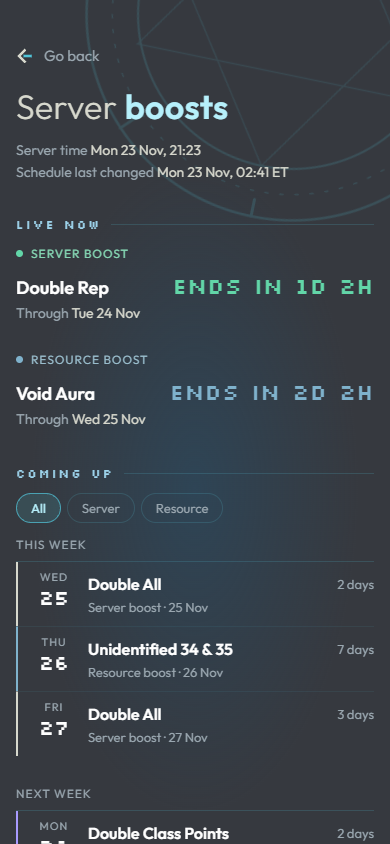 Go back
Server boosts
Server time Mon 23 Nov, 21:23
Schedule last changed Mon 23 Nov, 02:41 ET
LIVE NOW
SERVER BOOST
Double Rep ENDS IN 1D 2H
Through Tue 24 Nov
RESOURCE BOOST
Void Aura ENDS IN 2D 2H
Through Wed 25 Nov
COMING UP
All Server Resource
THIS WEEK
WED
25
Double All 2 days
Server boost · 25 Nov
THU
26
Unidentified 34 & 35 7 days
Resource boost · 26 Nov
FRI
27
Double All 3 days
Server boost · 27 Nov
NEXT WEEK
MON
Double Class Points 2 days